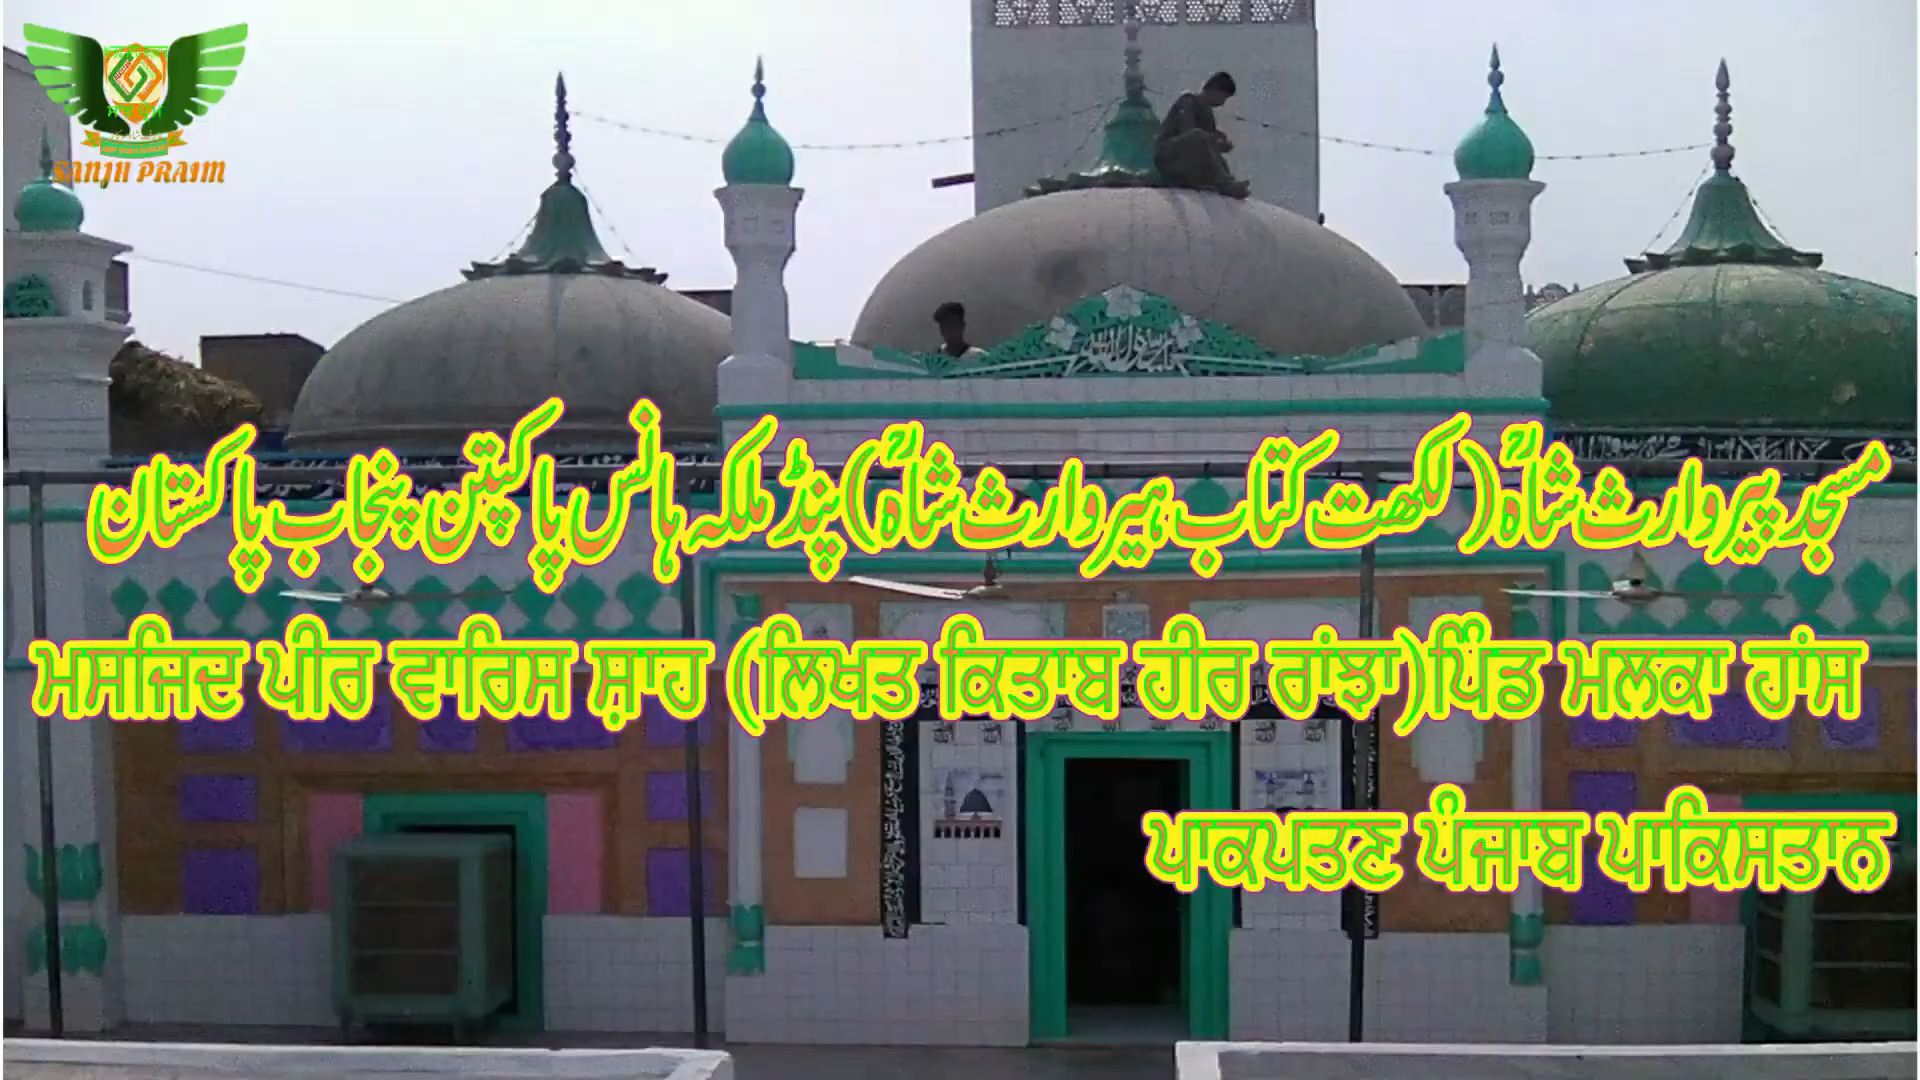 SANJH PRAIM
مسجد پیر وارث شاہؒ (لکھت کتاب ہیر وارث شاہؒ) پنڈ ملکہ ہانس پاکپتن پنجاب پاکستان
ਮਸਜਿਦ ਪੀਰ ਵਾਰਿਸ ਸ਼ਾਹ (ਲਿਖਤ ਕਿਤਾਬ ਹੀਰ ਰਾਂਝਾ)ਪਿੰਡ ਮਲਕਾ ਹਾਂਸ
ਪਾਕਪਤਣ ਪੰਜਾਬ ਪਾਕਿਸਤਾਨ